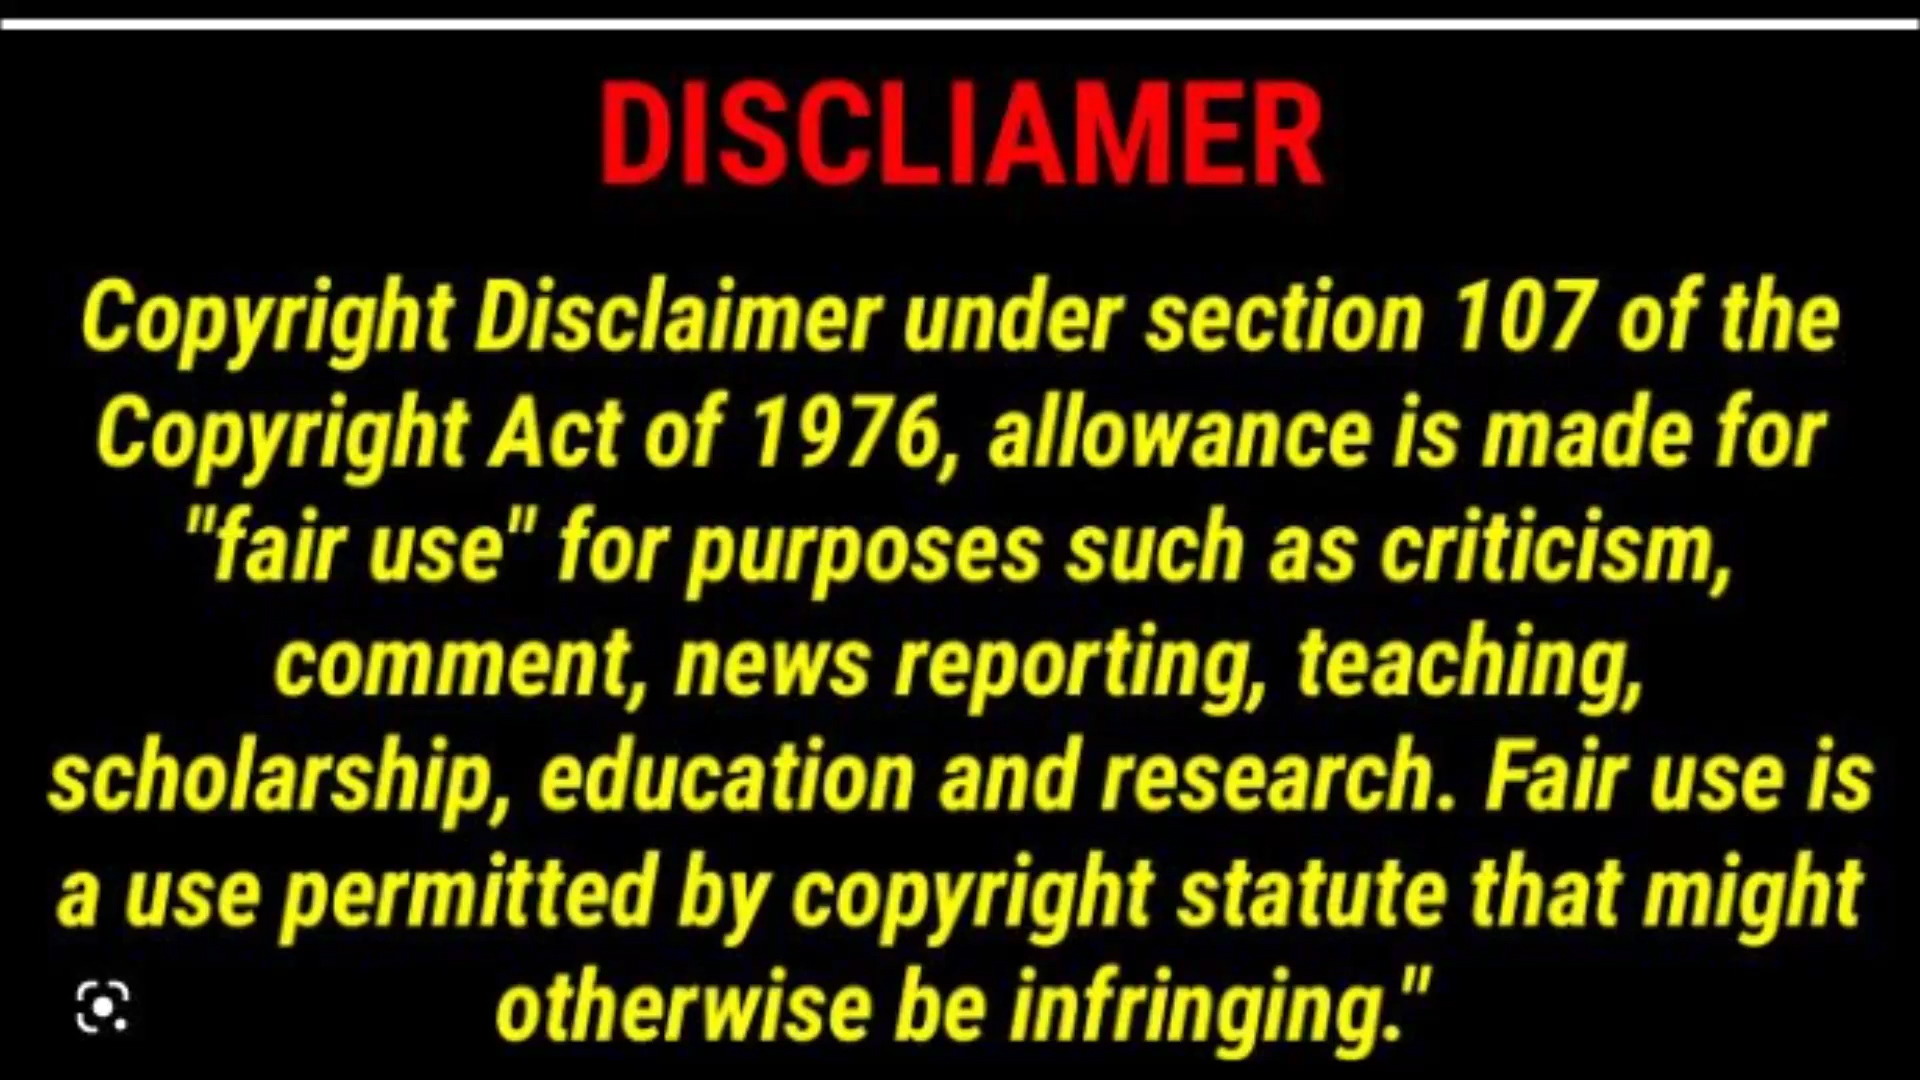 DISCLIAMER
Copyright Disclaimer under section 107 of the
Copyright Act of 1976, allowance is made for
"fair use" for purposes such as criticism,
comment, news reporting, teaching,
scholarship, education and research. Fair use is
a use permitted by copyright statute that might
otherwise be infringing."